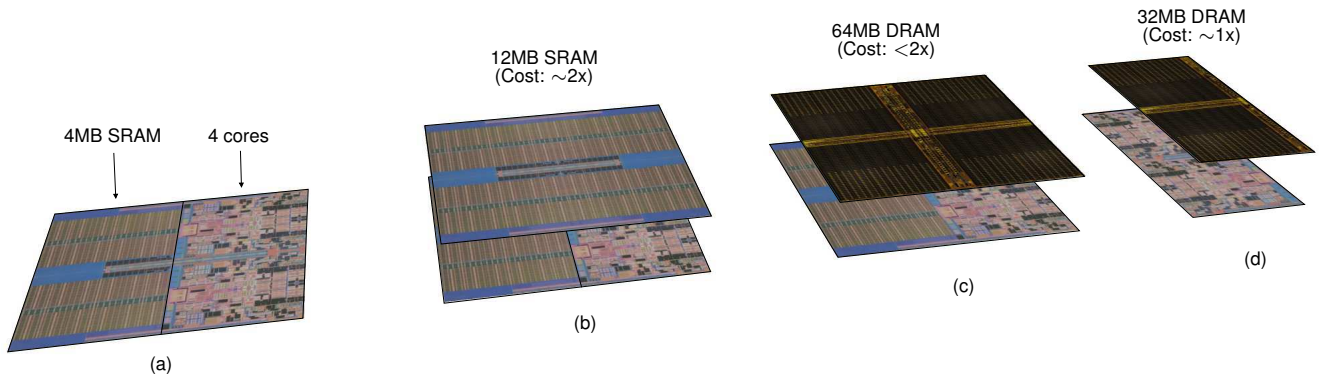 4MB SRAM
4 cores
(a)
12MB SRAM
(Cost: ∼2x)
(b)
64MB DRAM
(Cost: <2x)
(c)
32MB DRAM
(Cost: ∼1x)
(d)